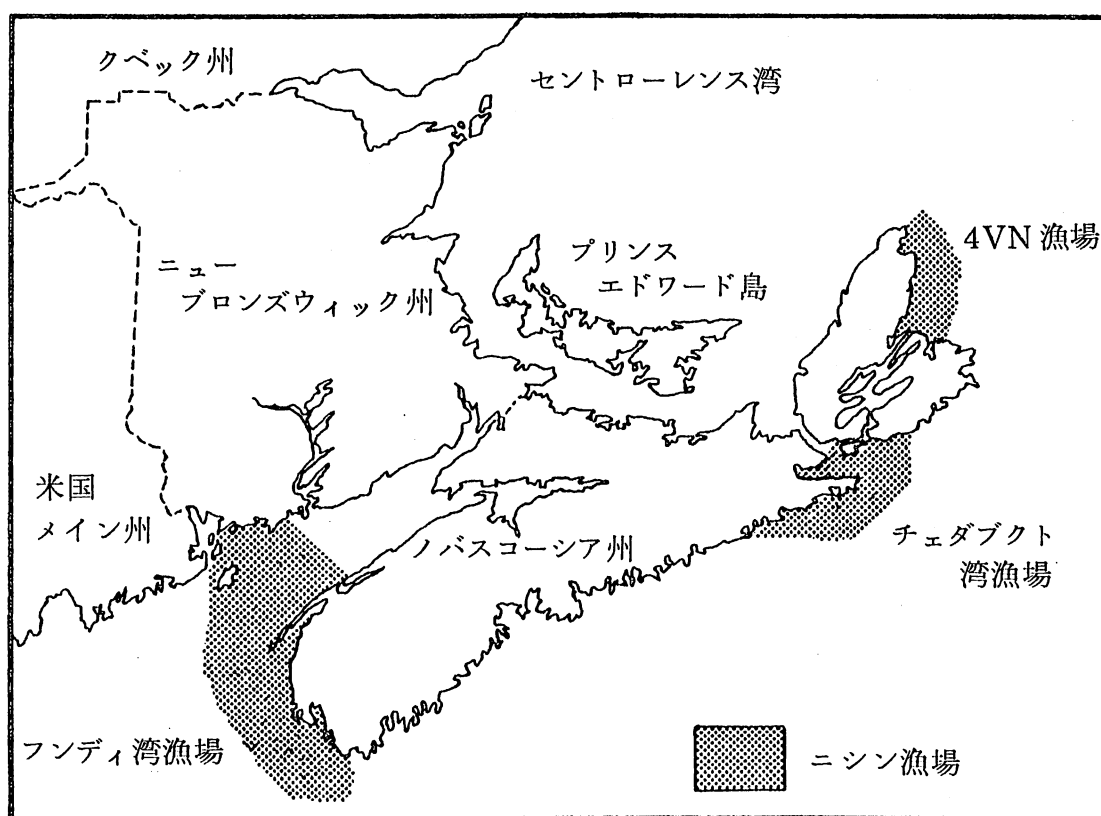 クベック州
セントローレンス湾
4VN 漁場
プリンス
エドワード島
ニュー
ブロンズウィック州
米国
メイン州
ノバスコーシア州
チェダブクト
湾漁場
フンディ湾漁場
ニシン漁場